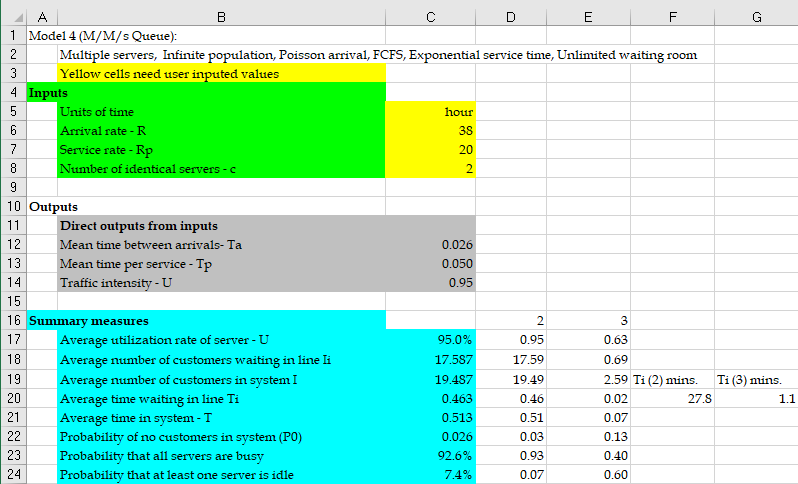 A B C D E F G
1 Model 4 (M/M/s Queue):
2 Multiple servers, Infinite population, Poisson arrival, FCFS, Exponential service time, Unlimited waiting room
3 Yellow cells need user inputed values
4 Inputs
5 Units of time hour
6 Arrival rate - R 38
7 Service rate - Rp 20
8 Number of identical servers - c 2
9
10 Outputs
11 Direct outputs from inputs
12 Mean time between arrivals- Ta 0.026
13 Mean time per service - Tp 0.050
14 Traffic intensity - U 0.95
15
16 Summary measures 2 3
17 Average utilization rate of server - U 95.0% 0.95 0.63
18 Average number of customers waiting in line Ii 17.587 17.59 0.69
19 Average number of customers in system I 19.487 19.49 2.59 Ti (2) mins. Ti (3) mins.
20 Average time waiting in line Ti 0.463 0.46 0.02 27.8 1.1
21 Average time in system - T 0.513 0.51 0.07
22 Probability of no customers in system (P0) 0.026 0.03 0.13
23 Probability that all servers are busy 92.6% 0.93 0.40
24 Probability that at least one server is idle 7.4% 0.07 0.60